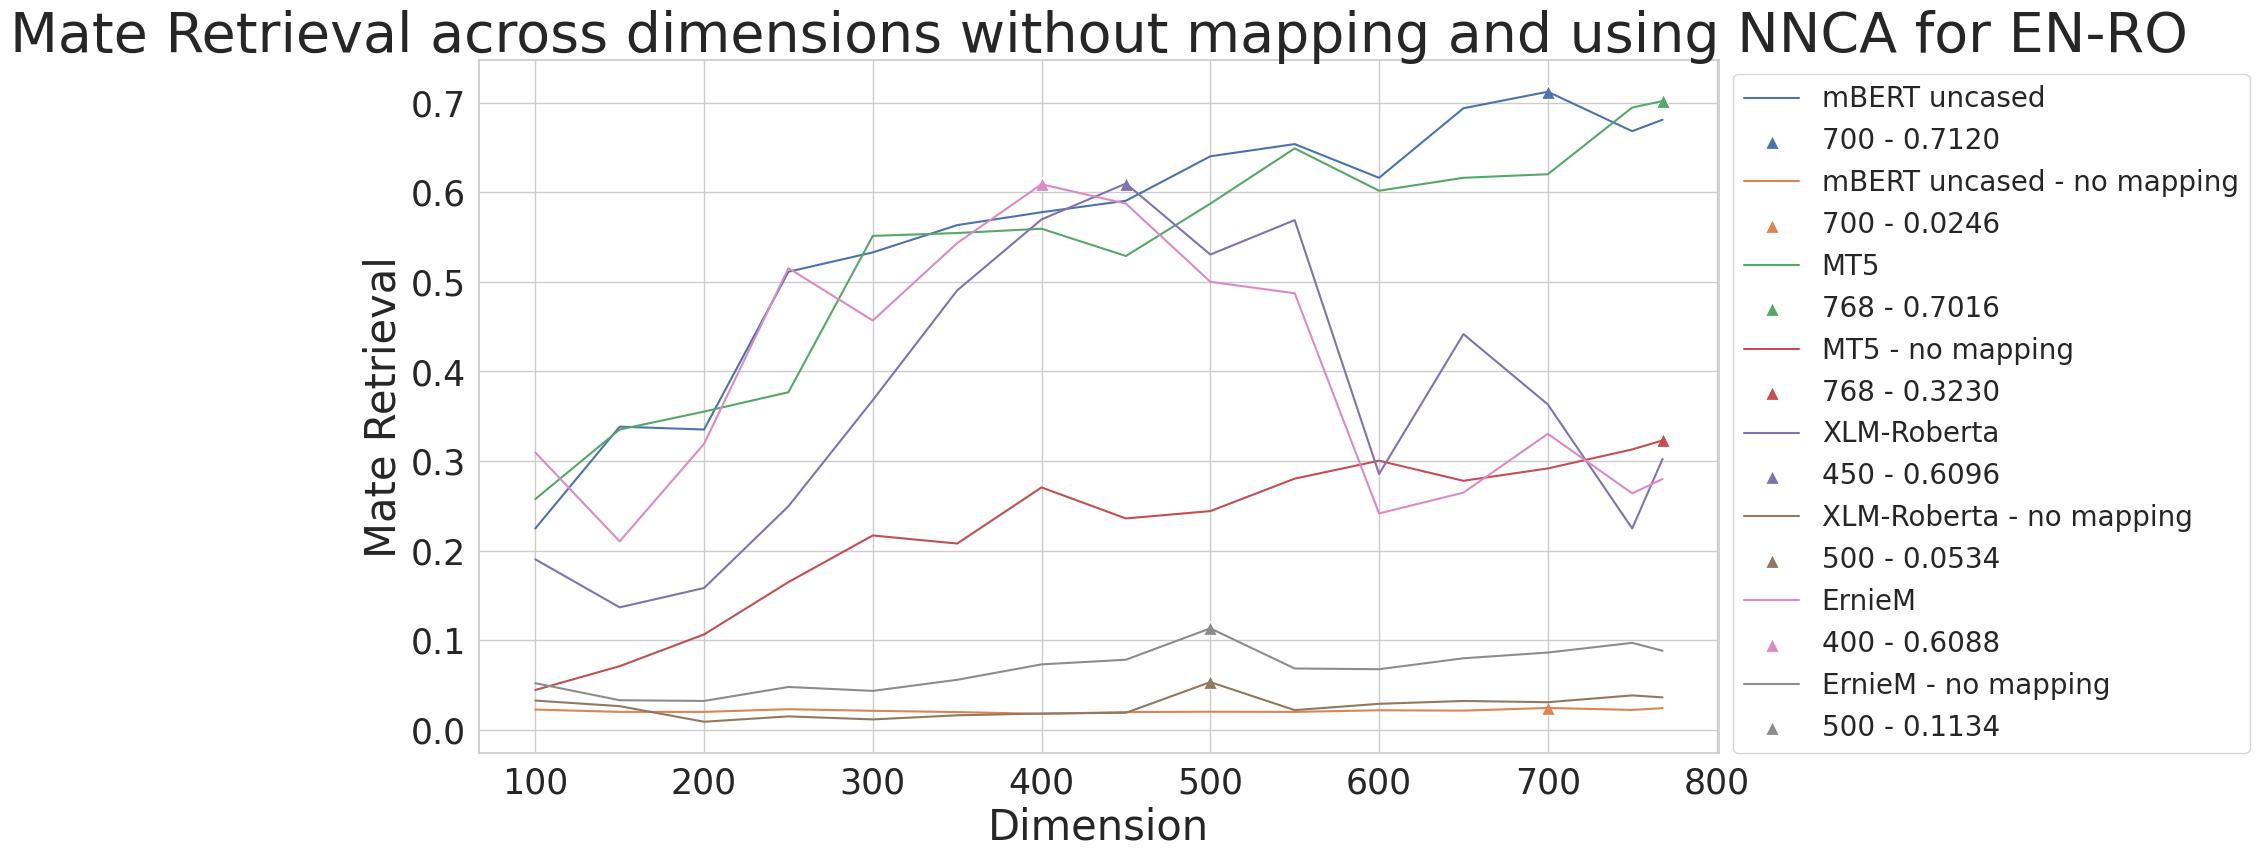 Mate Retrieval across dimensions without mapping and using NNCA for EN-RO
Mate Retrieval
0.7
0.6
0.5
0.4
0.3
0.2
0.1
0.0
100 200 300 400 500 600 700 800
Dimension
mBERT uncased
700 - 0.7120
mBERT uncased - no mapping
700 - 0.0246
MT5
768 - 0.7016
MT5 - no mapping
768 - 0.3230
XLM-Roberta
450 - 0.6096
XLM-Roberta - no mapping
500 - 0.0534
ErnieM
400 - 0.6088
ErnieM - no mapping
500 - 0.1134